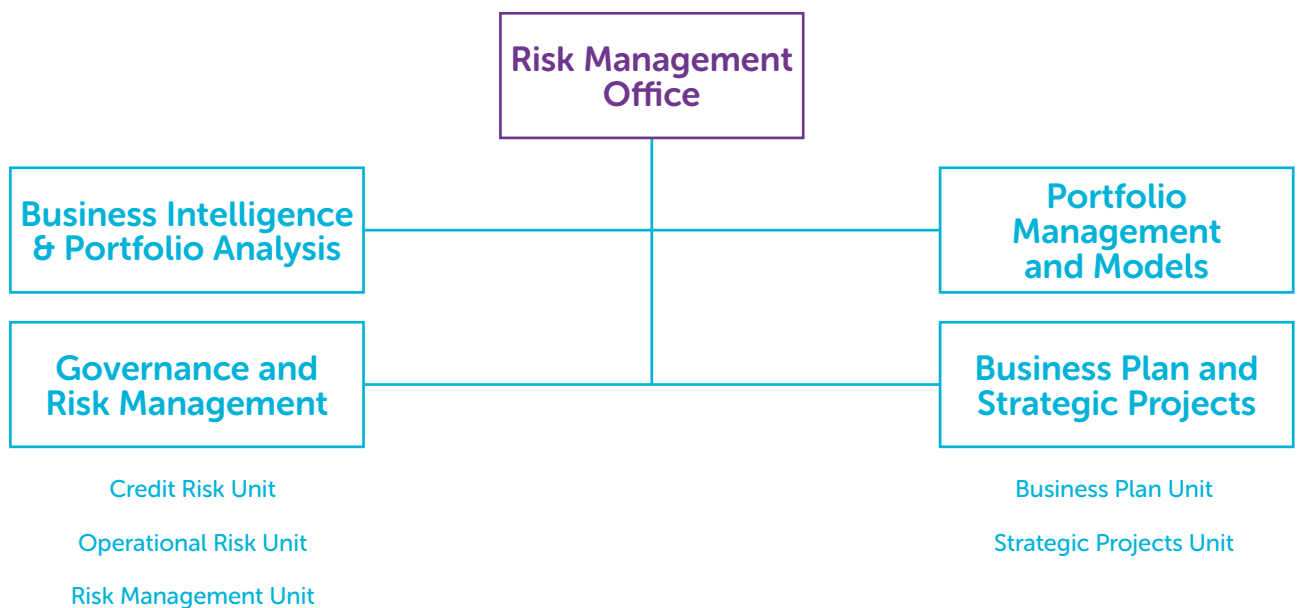 Risk Management
Office
Business Intelligence
& Portfolio Analysis
Portfolio
Management
and Models
Governance and
Risk Management
Business Plan and
Strategic Projects
Credit Risk Unit
Operational Risk Unit
Risk Management Unit
Business Plan Unit
Strategic Projects Unit